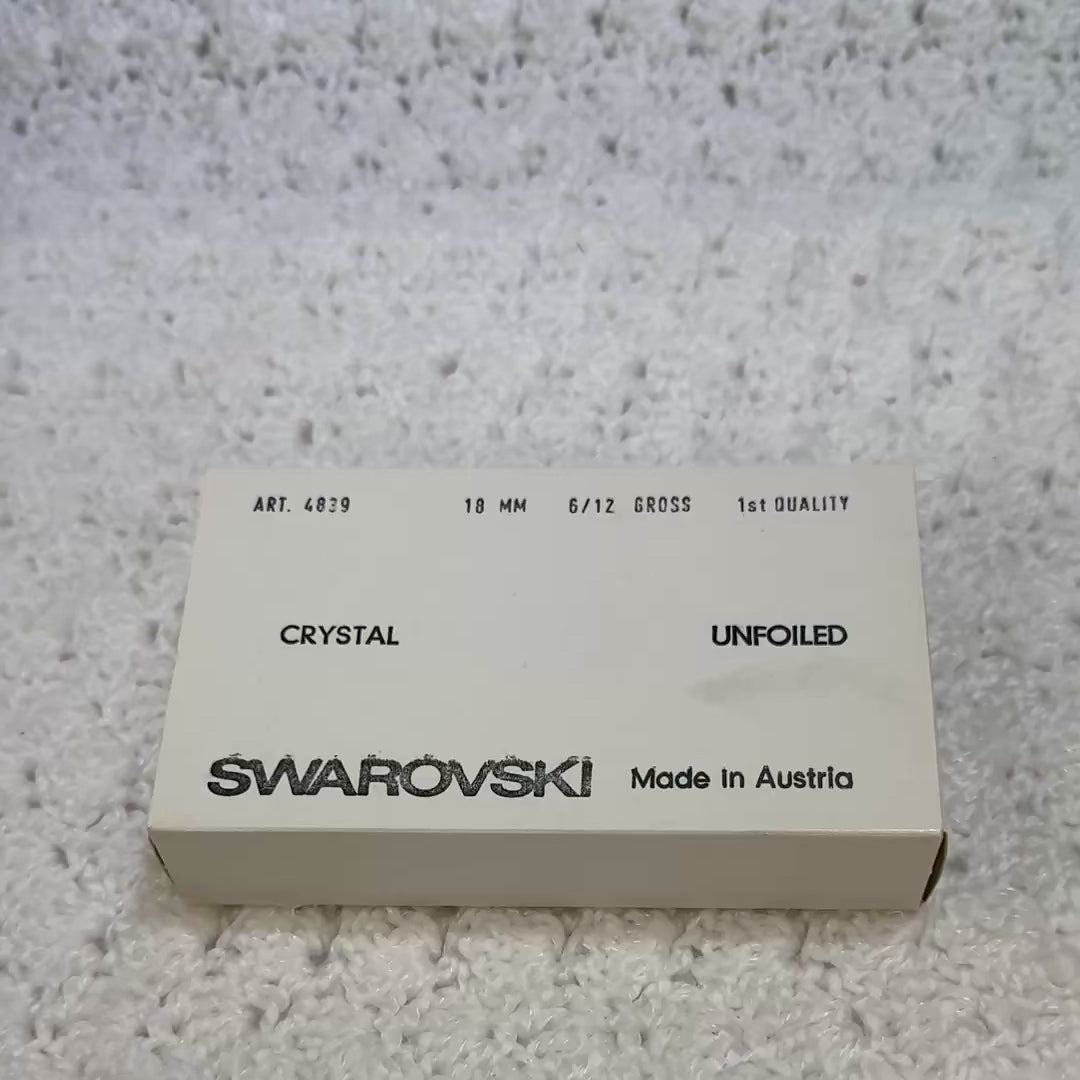 ART. 4839 18 MM 6/12 GROSS 1st QUALITY
CRYSTAL UNFOILED
SWAROVSKI Made in Austria